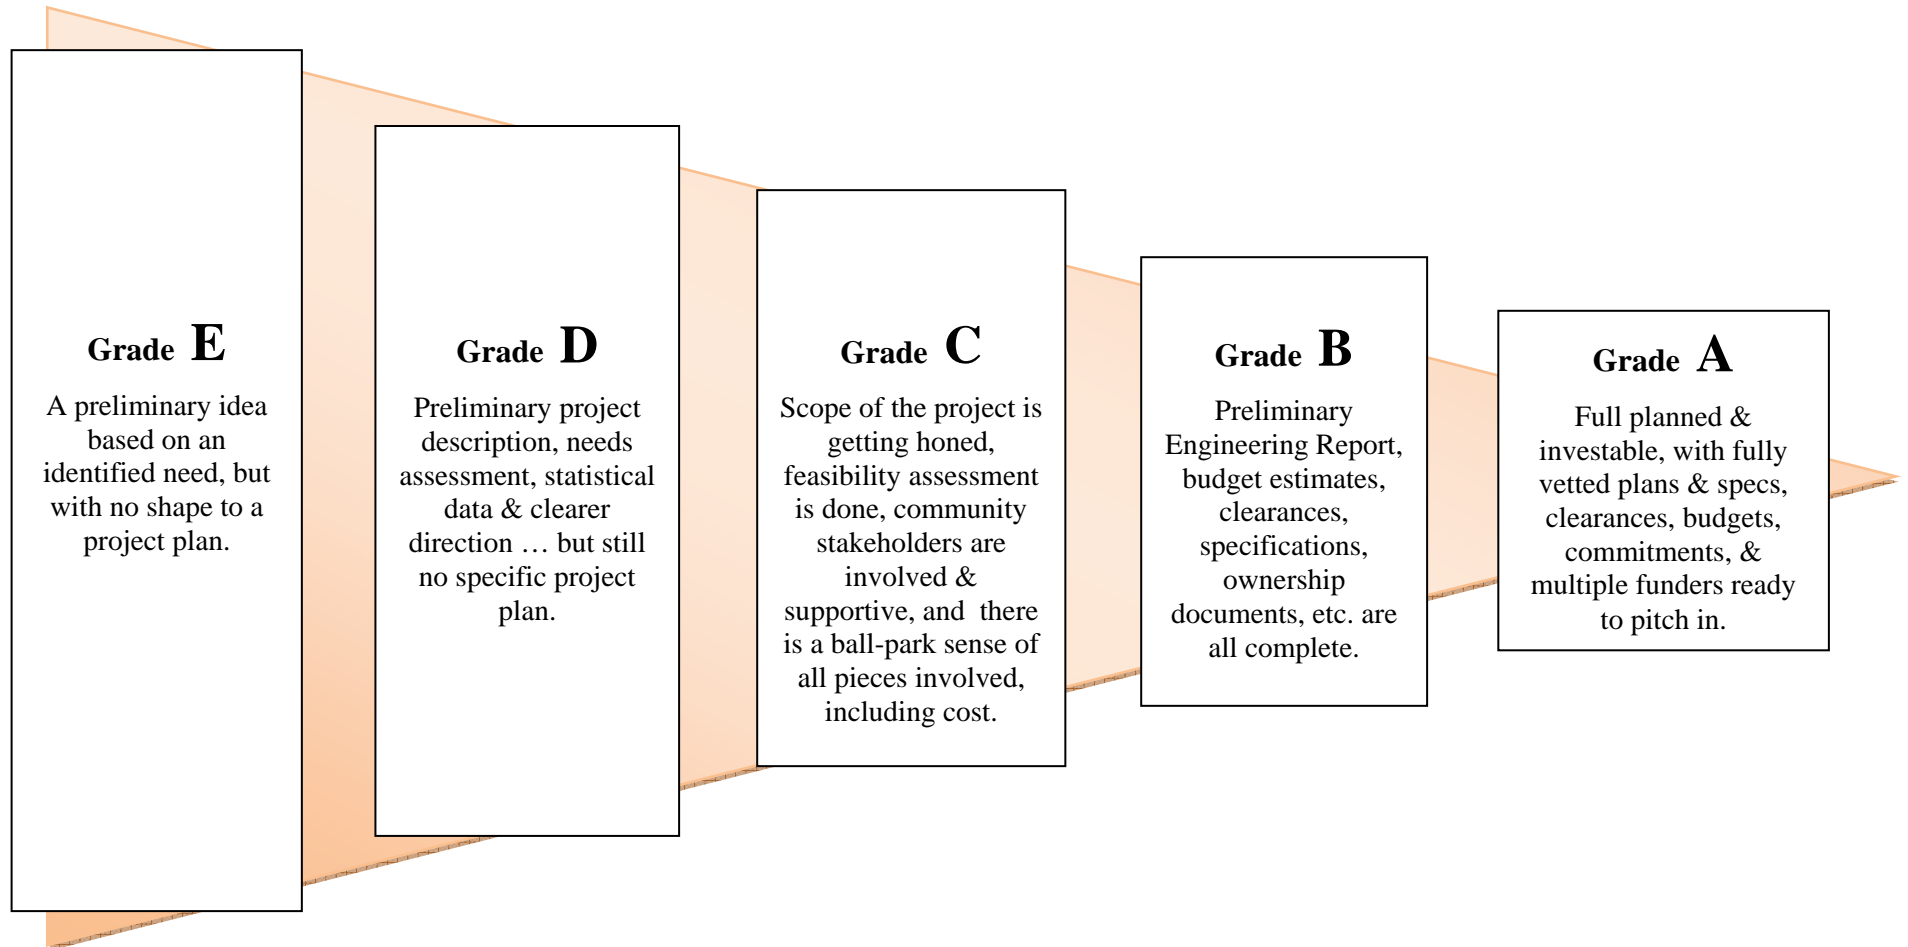 Grade E
A preliminary idea
based on an
identified need, but
with no shape to a
project plan.
Grade D
Preliminary project
description, needs
assessment, statistical
data & clearer
direction … but still
no specific project
plan.
Grade C
Scope of the project is
getting honed,
feasibility assessment
is done, community
stakeholders are
involved &
supportive, and  there
is a ball-park sense of
all pieces involved,
including cost.
Grade B
Preliminary
Engineering Report,
budget estimates,
clearances,
specifications,
ownership
documents, etc. are
all complete.
Grade A
Full planned &
investable, with fully
vetted plans & specs,
clearances, budgets,
commitments, &
multiple funders ready
to pitch in.